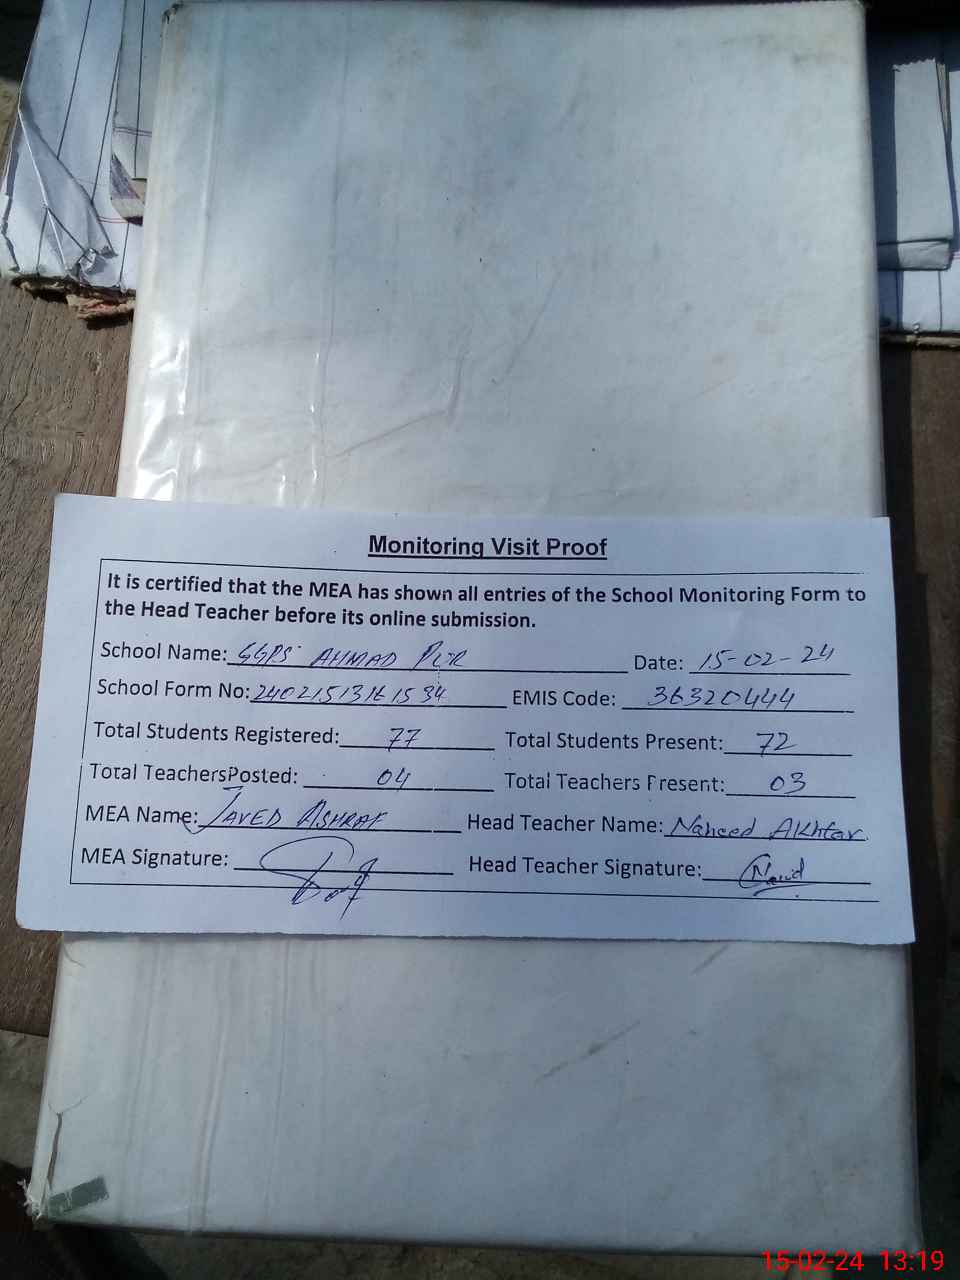 Monitoring Visit Proof
It is certified that the MEA has shown all entries of the School Monitoring Form to
the Head Teacher before its online submission.
School Name: GGPS AHMAD PUR Date: 15-02-24
School Form No: EMIS Code: 36320444
Total Students Registered: 77 Total Students Present: 72
Total TeachersPosted: 04 Total Teachers Present: 03
MEA Name: JAVED ASHRAF Head Teacher Name: Naheed Akhtar
MEA Signature: Head Teacher Signature:
15-02-24 13:19